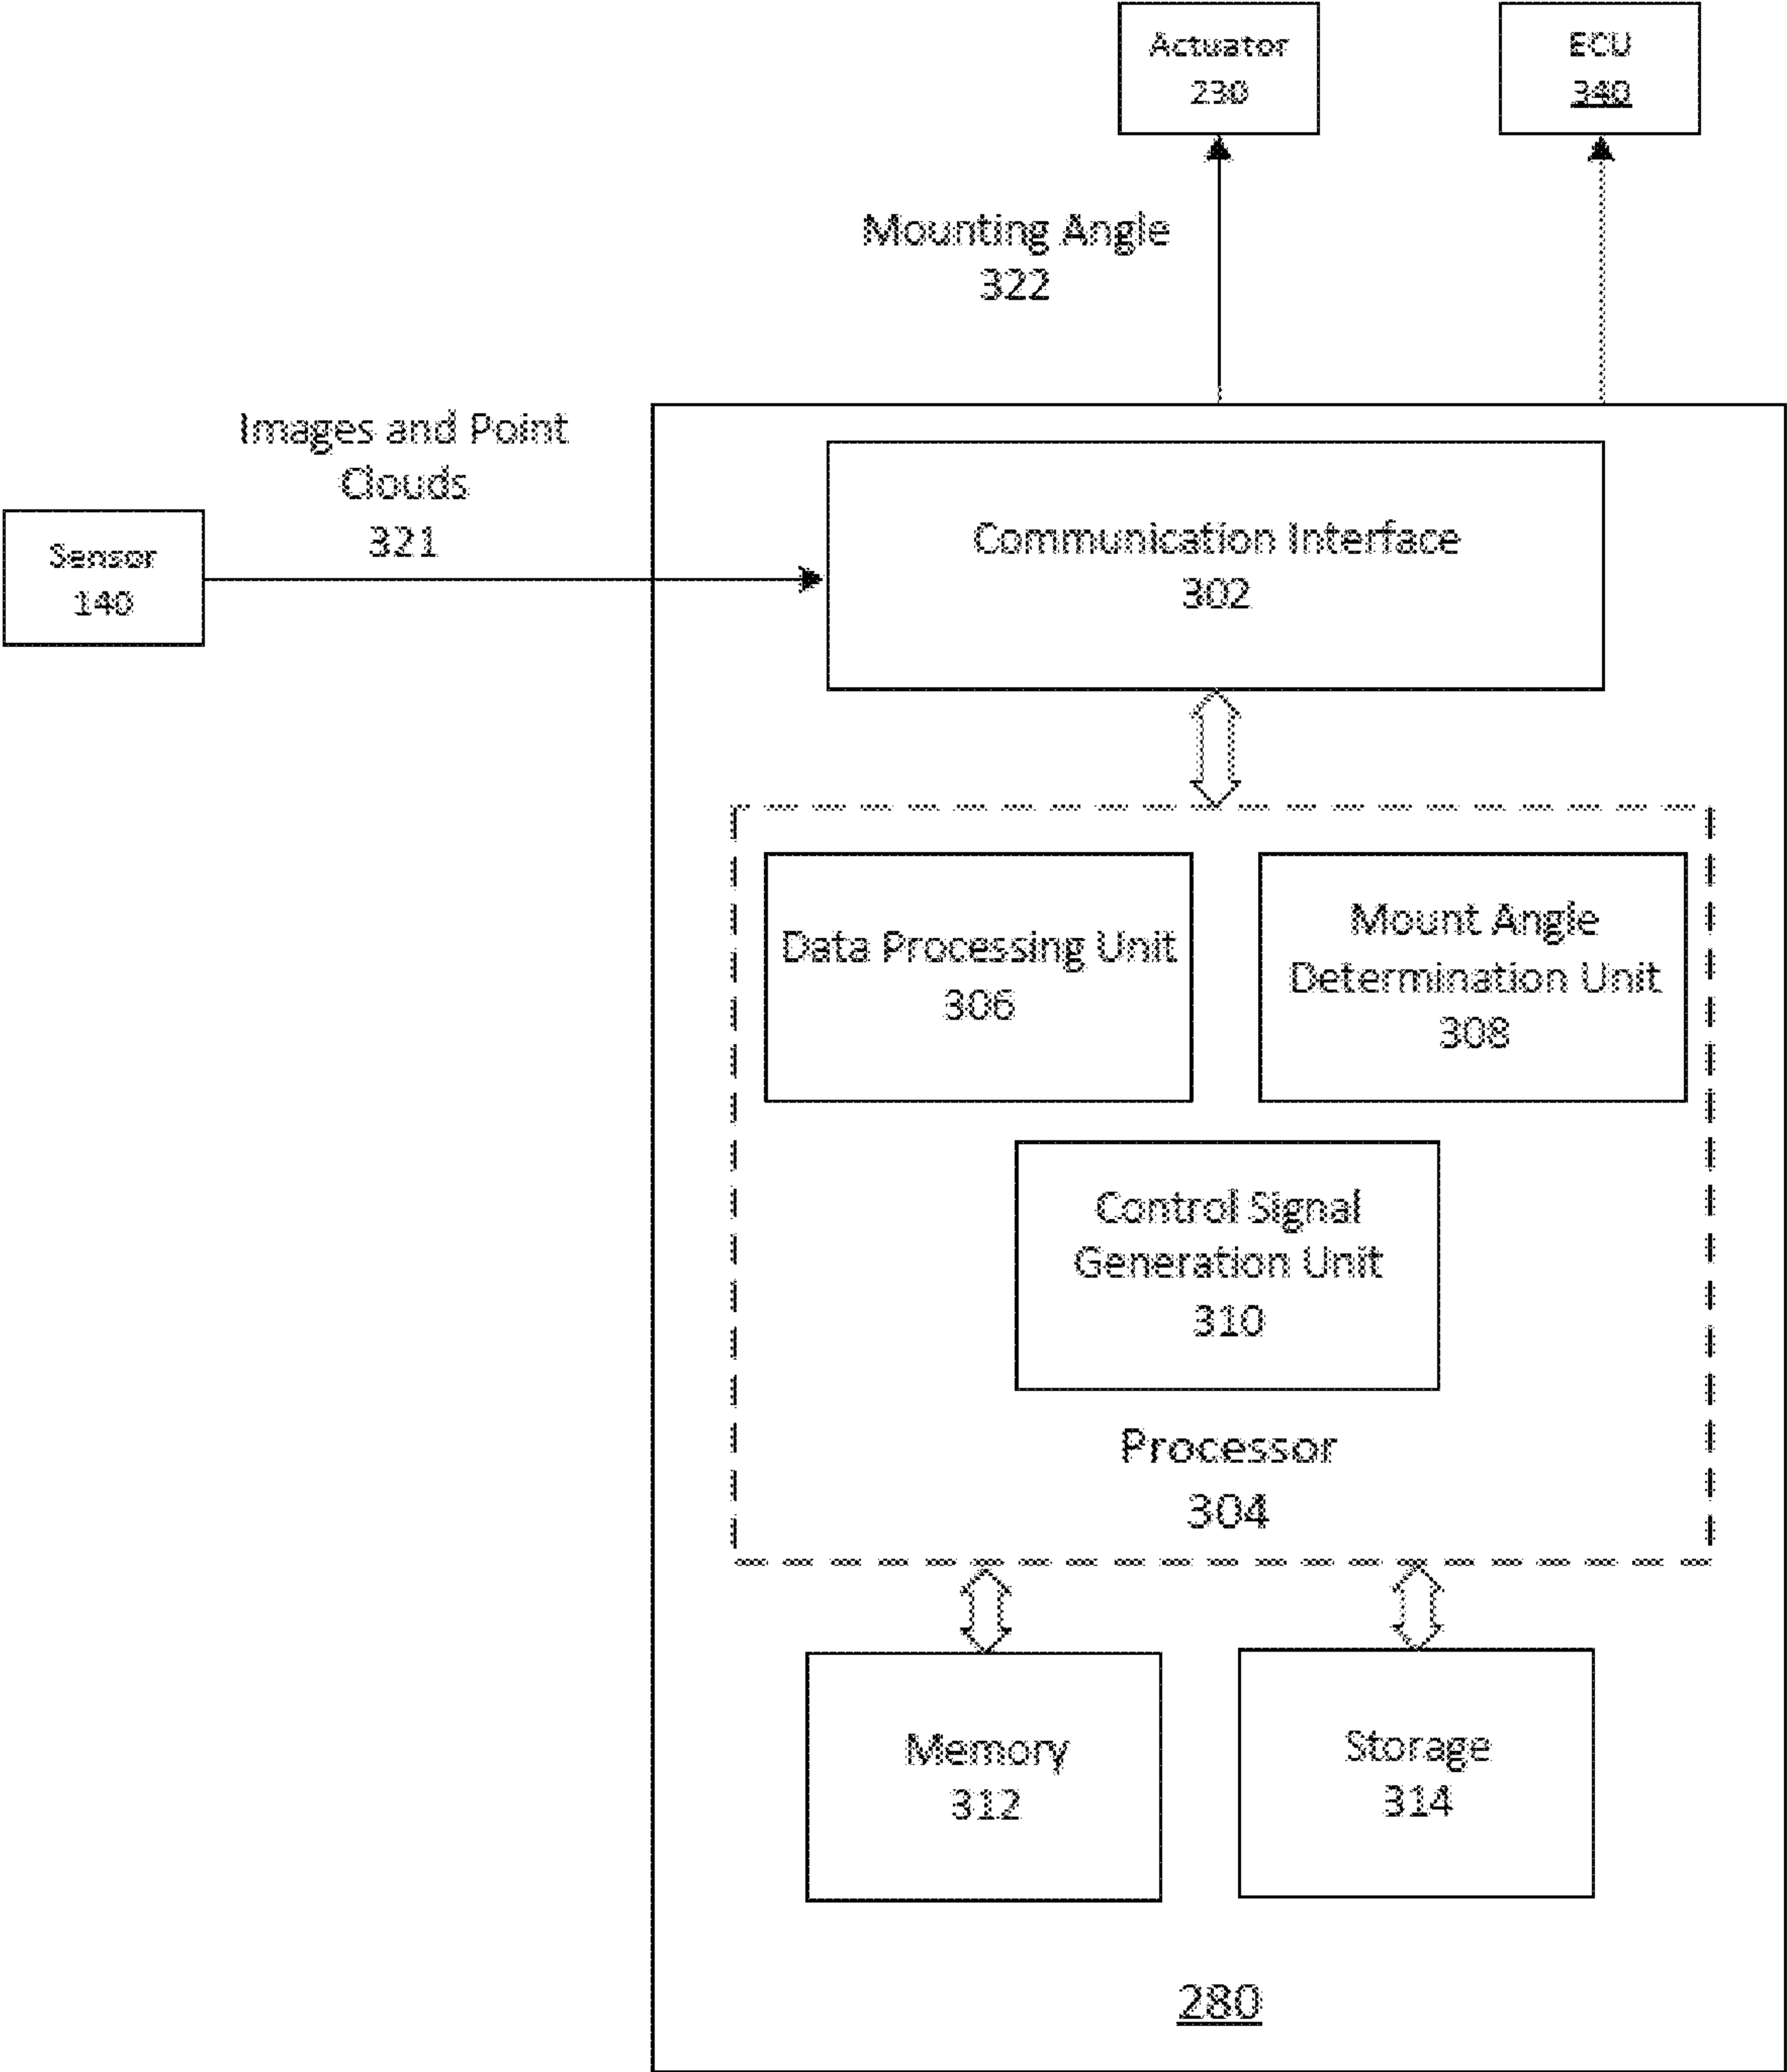 Actuator
230
ECU
340
Mounting Angle
322
Images and Point
Clouds
321
Sensor
140
Communication Interface
302
Data Processing Unit
306
Mount Angle
Determination Unit
308
Control Signal
Generation Unit
310
Processor
304
Memory
312
Storage
314
280